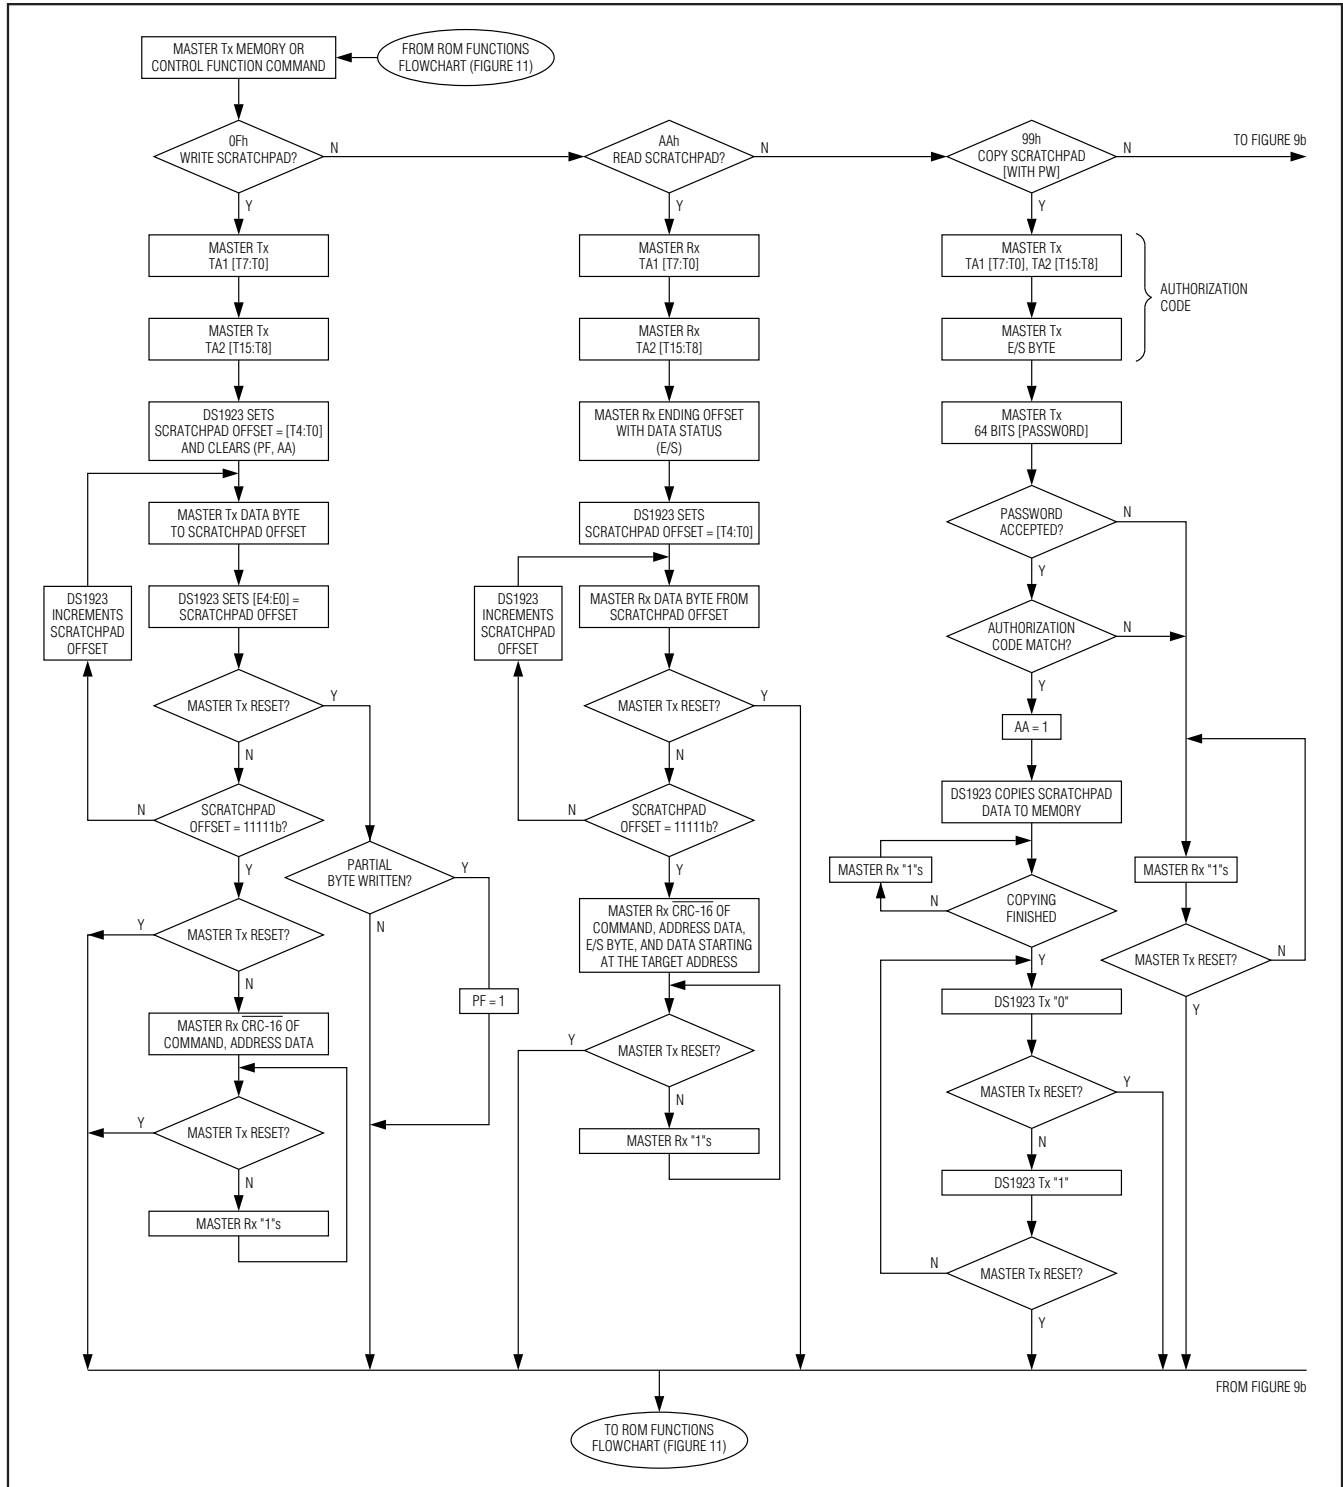 MASTER Tx MEMORY OR
CONTROL FUNCTION COMMAND
FROM ROM FUNCTIONS
FLOWCHART (FIGURE 11)
0Fh
WRITE SCRATCHPAD?
N
Y
AAh
READ SCRATCHPAD?
N
Y
99h
COPY SCRATCHPAD
[WITH PW]
N
Y
TO FIGURE 9b
MASTER Tx
TA1 [T7:T0]
MASTER Tx
TA2 [T15:T8]
DS1923 SETS
SCRATCHPAD OFFSET = [T4:T0]
AND CLEARS (PF, AA)
MASTER Tx DATA BYTE
TO SCRATCHPAD OFFSET
DS1923 SETS [E4:E0] =
SCRATCHPAD OFFSET
DS1923
INCREMENTS
SCRATCHPAD
OFFSET
MASTER Tx RESET?
Y
N
SCRATCHPAD
OFFSET = 11111b?
N
Y
PARTIAL
BYTE WRITTEN?
Y
N
PF = 1
MASTER Tx RESET?
Y
N
MASTER Rx CRC-16 OF
COMMAND, ADDRESS DATA
MASTER Tx RESET?
Y
N
MASTER Rx "1"s
MASTER Rx
TA1 [T7:T0]
MASTER Rx
TA2 [T15:T8]
MASTER Rx ENDING OFFSET
WITH DATA STATUS
(E/S)
DS1923 SETS
SCRATCHPAD OFFSET = [T4:T0]
MASTER Rx DATA BYTE FROM
SCRATCHPAD OFFSET
DS1923
INCREMENTS
SCRATCHPAD
OFFSET
MASTER Tx RESET?
Y
N
SCRATCHPAD
OFFSET = 11111b?
N
Y
MASTER Rx CRC-16 OF
COMMAND, ADDRESS DATA,
E/S BYTE, AND DATA STARTING
AT THE TARGET ADDRESS
MASTER Tx RESET?
Y
N
MASTER Rx "1"s
MASTER Tx
TA1 [T7:T0], TA2 [T15:T8]
MASTER Tx
E/S BYTE
AUTHORIZATION
CODE
MASTER Tx
64 BITS [PASSWORD]
PASSWORD
ACCEPTED?
N
Y
AUTHORIZATION
CODE MATCH?
N
Y
AA = 1
DS1923 COPIES SCRATCHPAD
DATA TO MEMORY
MASTER Rx "1"s
COPYING
FINISHED
N
Y
MASTER Rx "1"s
MASTER Tx RESET?
N
Y
DS1923 Tx "0"
MASTER Tx RESET?
Y
N
DS1923 Tx "1"
MASTER Tx RESET?
N
Y
FROM FIGURE 9b
TO ROM FUNCTIONS
FLOWCHART (FIGURE 11)